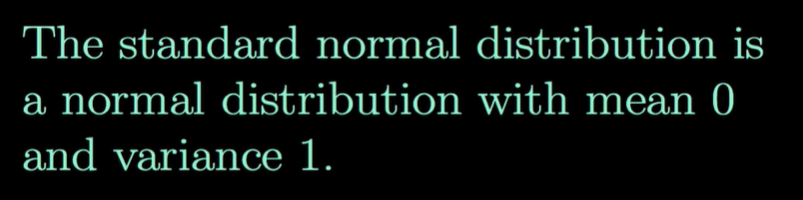 The standard normal distribution is
a normal distribution with mean 0
and variance 1.